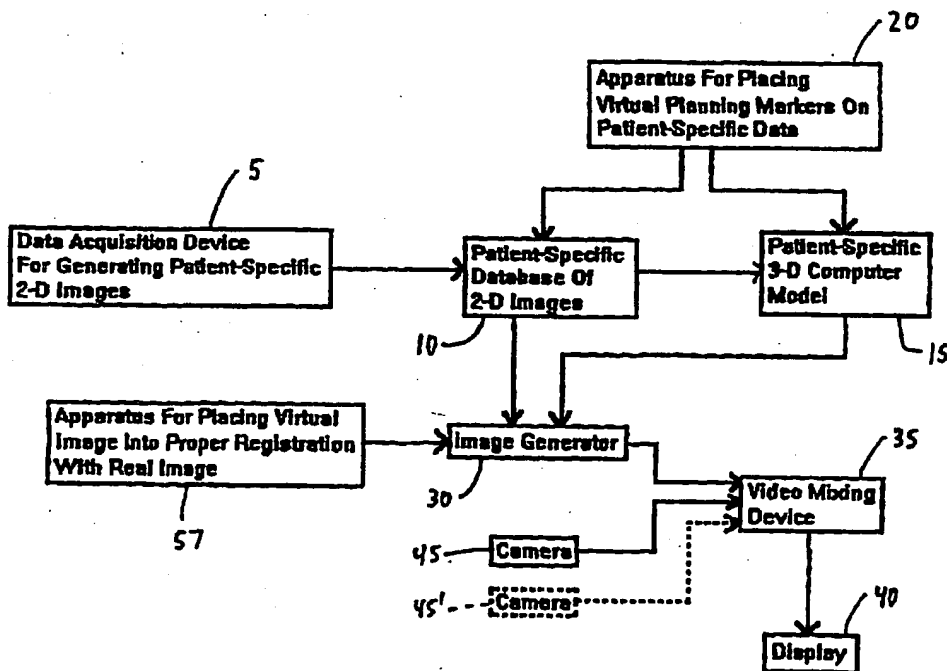 20
Apparatus For Placing
Virtual Planning Markers On
Patient-Specific Data
5
Data Acquisition Device
For Generating Patient-Specific
2-D Images
Patient-Specific
Database Of
2-D Images
Patient-Specific
3-D Computer
Model
10
15
Apparatus For Placing Virtual
Image Into Proper Registration
With Real Image
Image Generator
35
57
30
Video Mixing
Device
45
Camera
45'
Camera
40
Display